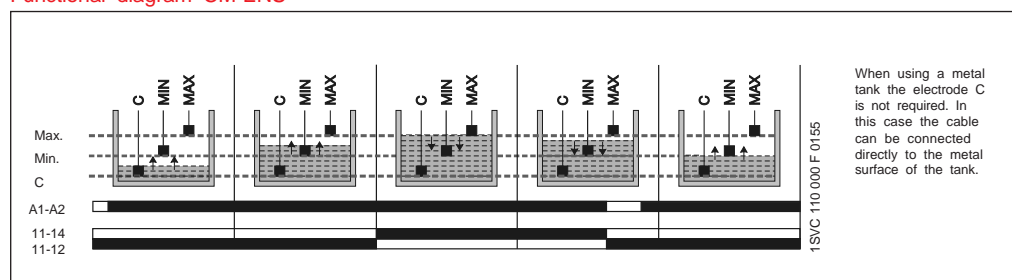 Functional diagram CM-ENS
C MIN MAX
C MIN MAX
C MIN MAX
C MIN MAX
C MIN MAX
Max.
Min.
C
A1-A2
11-14
11-12
1SVC 110 000 F 0155
When using a metal
tank the electrode C
is not required. In
this case the cable
can be connected
directly to the metal
surface of the tank.